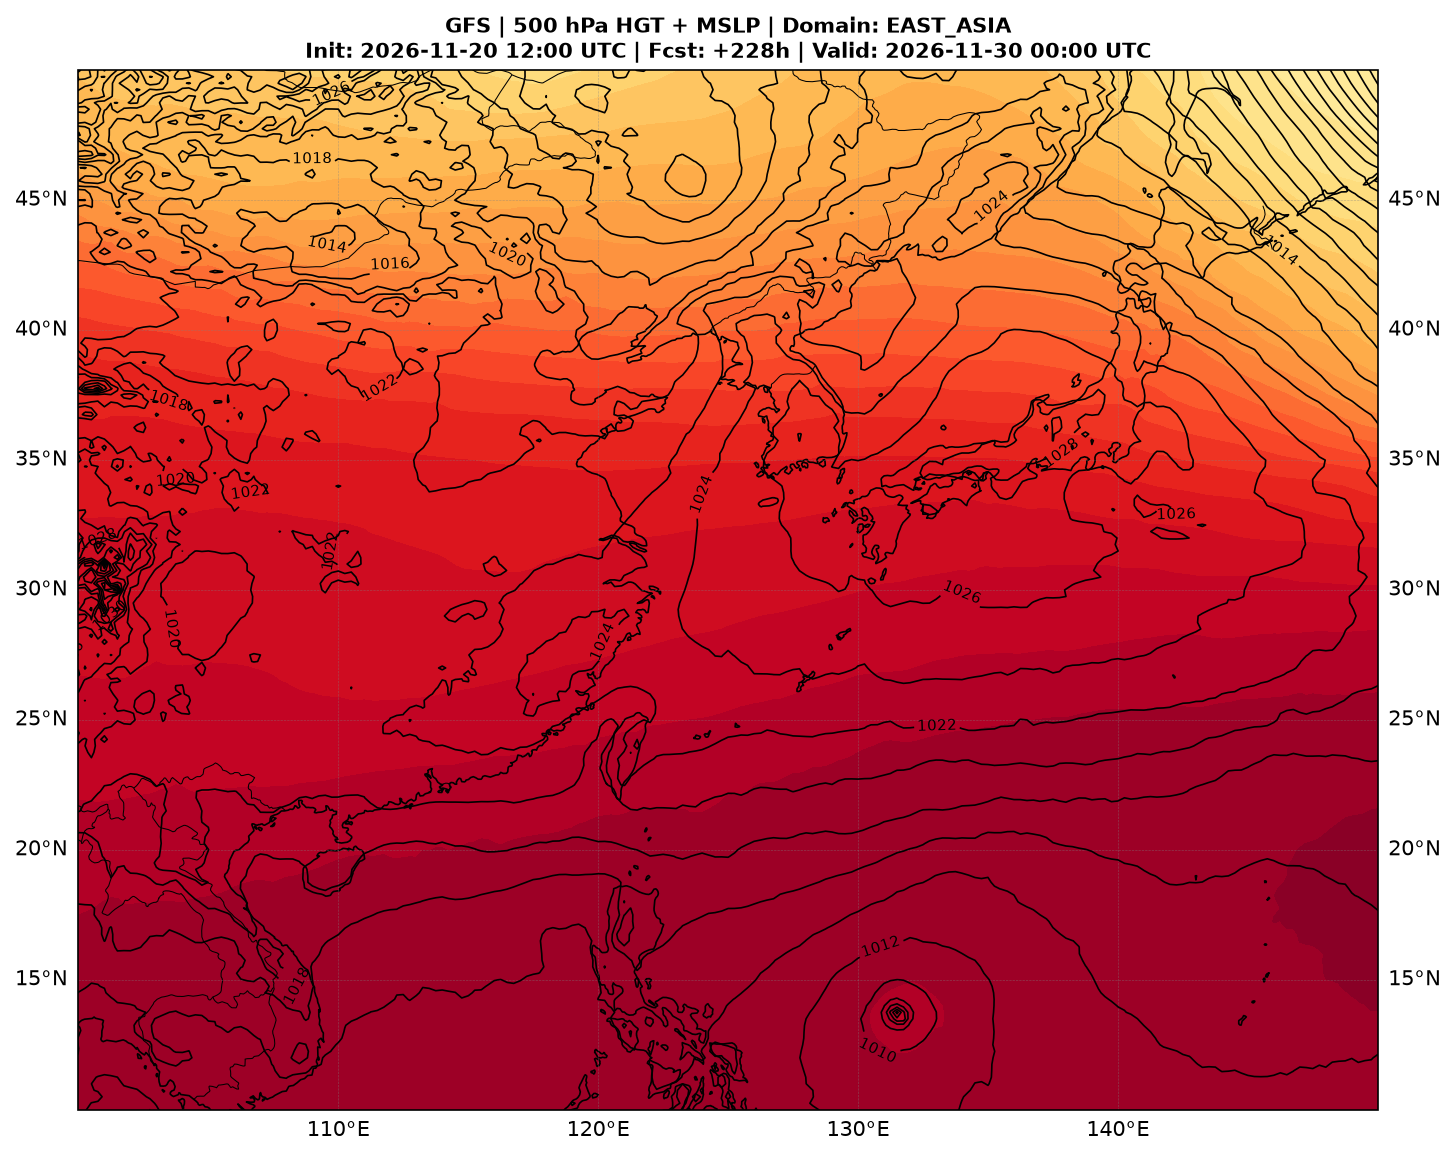 GFS | 500 hPa HGT + MSLP | Domain: EAST_ASIA
Init: 2026-11-20 12:00 UTC | Fcst: +228h | Valid: 2026-11-30 00:00 UTC
1026
1018
45°N
45°N
1024
1014
1016
1020
1014
40°N
40°N
1022
1018
1028
35°N
35°N
1020
1022
1024
1026
1022
30°N
30°N
1026
1020
1024
25°N
25°N
1022
20°N
20°N
1012
15°N
15°N
1018
1010
110°E
120°E
130°E
140°E